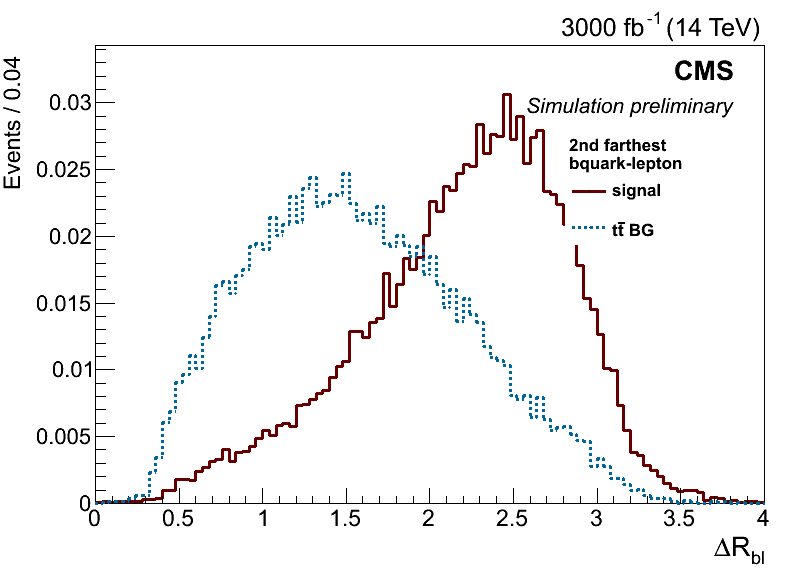 3000 fb⁻¹ (14 TeV)
CMS
Simulation preliminary
2nd farthest
bquark-lepton
signal
tt̄ BG
Events / 0.04
0.03
0.025
0.02
0.015
0.01
0.005
0
0 0.5 1 1.5 2 2.5 3 3.5 4
ΔR_bl